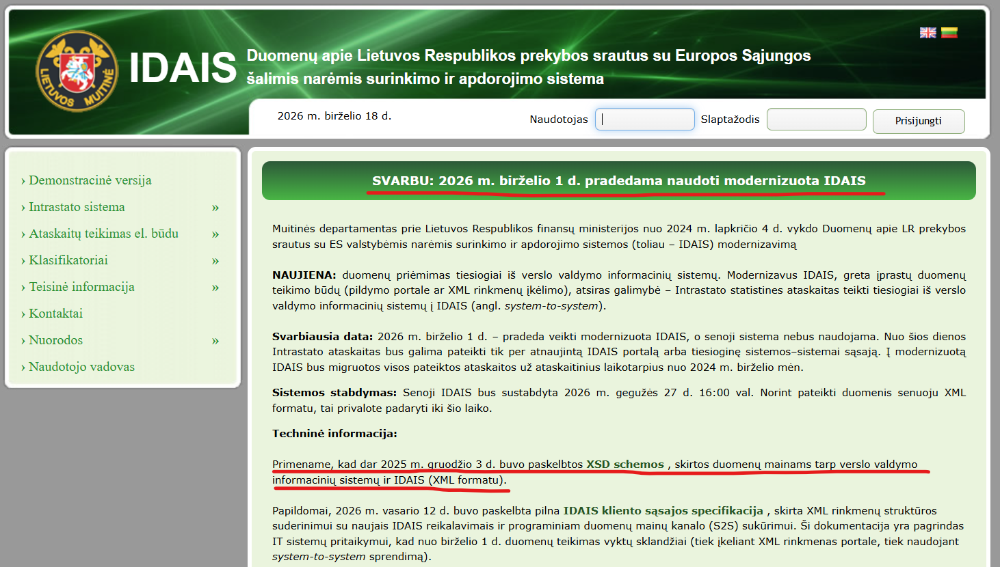 LIETUVOS MUITINĖ
IDAIS
Duomenų apie Lietuvos Respublikos prekybos srautus su Europos Sąjungos
šalimis narėmis surinkimo ir apdorojimo sistema
2026 m. birželio 18 d.
Naudotojas
Slaptažodis
Prisijungti
› Demonstracinė versija
› Intrastato sistema »
› Ataskaitų teikimas el. būdu »
› Klasifikatoriai »
› Teisinė informacija »
› Kontaktai
› Nuorodos »
› Naudotojo vadovas
SVARBU: 2026 m. birželio 1 d. pradedama naudoti modernizuota IDAIS
Muitinės departamentas prie Lietuvos Respublikos finansų ministerijos nuo 2024 m. lapkričio 4 d. vykdo Duomenų apie LR prekybos
srautus su ES valstybėmis narėmis surinkimo ir apdorojimo sistemos (toliau – IDAIS) modernizavimą
NAUJIENA: duomenų priėmimas tiesiogiai iš verslo valdymo informacinių sistemų. Modernizavus IDAIS, greta įprastų duomenų
teikimo būdų (pildymo portale ar XML rinkmenų įkėlimo), atsiras galimybė – Intrastato statistines ataskaitas teikti tiesiogiai iš verslo
valdymo informacinių sistemų į IDAIS (angl. system-to-system).
Svarbiausia data: 2026 m. birželio 1 d. – pradeda veikti modernizuota IDAIS, o senoji sistema nebus naudojama. Nuo šios dienos
Intrastato ataskaitas bus galima pateikti tik per atnaujintą IDAIS portalą arba tiesioginę sistemos–sistemai sąsają. Į modernizuotą
IDAIS bus migruotos visos pateiktos ataskaitos už ataskaitinius laikotarpius nuo 2024 m. birželio mėn.
Sistemos stabdymas: Senoji IDAIS bus sustabdyta 2026 m. gegužės 27 d. 16:00 val. Norint pateikti duomenis senuoju XML
formatu, tai privalote padaryti iki šio laiko.
Techninė informacija:
Primename, kad dar 2025 m. gruodžio 3 d. buvo paskelbtos XSD schemos , skirtos duomenų mainams tarp verslo valdymo
informacinių sistemų ir IDAIS (XML formatu).
Papildomai, 2026 m. vasario 12 d. buvo paskelbta pilna IDAIS kliento sąsajos specifikacija , skirta XML rinkmenų struktūros
suderinimui su naujais IDAIS reikalavimais ir programiniam duomenų mainų kanalo (S2S) sukūrimui. Ši dokumentacija yra pagrindas
IT sistemų pritaikymui, kad nuo birželio 1 d. duomenų teikimas vyktų sklandžiai (tiek įkeliant XML rinkmenas portale, tiek naudojant
system-to-system sprendimą).